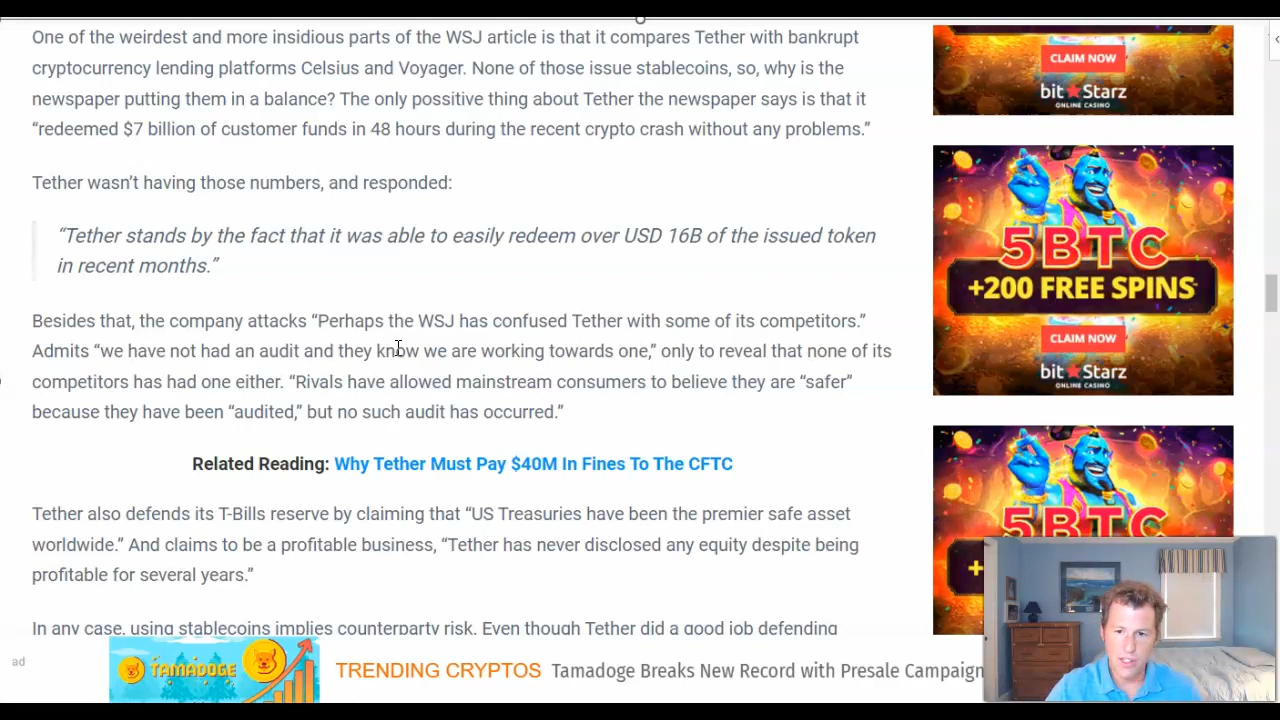 One of the weirdest and more insidious parts of the WSJ article is that it compares Tether with bankrupt
cryptocurrency lending platforms Celsius and Voyager. None of those issue stablecoins, so, why is the
newspaper putting them in a balance? The only possitive thing about Tether the newspaper says is that it
“redeemed $7 billion of customer funds in 48 hours during the recent crypto crash without any problems.”
Tether wasn’t having those numbers, and responded:
“Tether stands by the fact that it was able to easily redeem over USD 16B of the issued token
in recent months.”
Besides that, the company attacks “Perhaps the WSJ has confused Tether with some of its competitors.”
Admits “we have not had an audit and they know we are working towards one,” only to reveal that none of its
competitors has had one either. “Rivals have allowed mainstream consumers to believe they are “safer”
because they have been “audited,” but no such audit has occurred.”
Related Reading: Why Tether Must Pay $40M In Fines To The CFTC
Tether also defends its T-Bills reserve by claiming that “US Treasuries have been the premier safe asset
worldwide.” And claims to be a profitable business, “Tether has never disclosed any equity despite being
profitable for several years.”
In any case, using stablecoins implies counterparty risk. Even though Tether did a good job defending
CLAIM NOW
bit★Starz
ONLINE CASINO
5BTC
+200 FREE SPINS
CLAIM NOW
bit★Starz
ONLINE CASINO
5BTC
ad
TAMADOGE
TRENDING CRYPTOS
Tamadoge Breaks New Record with Presale Campaign